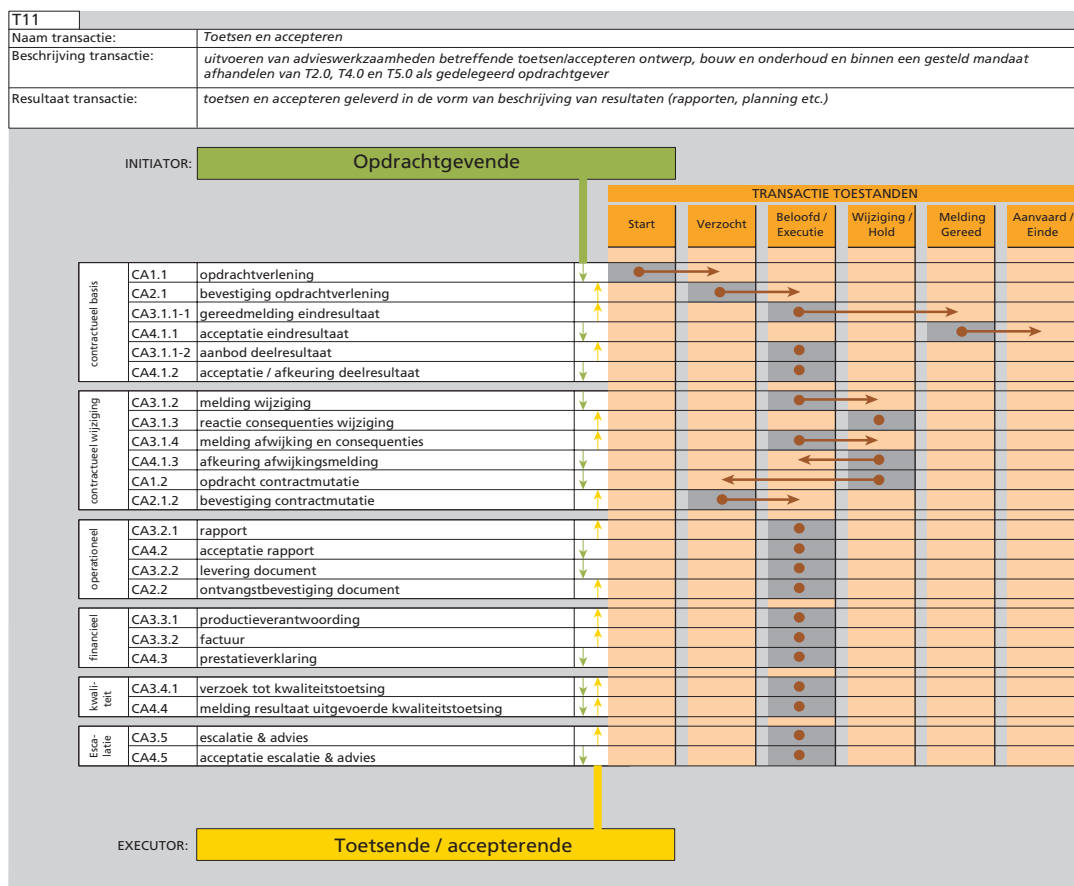 T11
Naam transactie: Toetsen en accepteren
Beschrijving transactie: uitvoeren van advieswerkzaamheden betreffende toetsen/accepteren ontwerp, bouw en onderhoud en binnen een gesteld mandaat
afhandelen van T2.0, T4.0 en T5.0 als gedelegeerd opdrachtgever
Resultaat transactie: toetsen en accepteren geleverd in de vorm van beschrijving van resultaten (rapporten, planning etc.)
INITIATOR: Opdrachtgevende
TRANSACTIE TOESTANDEN
Start Verzocht Beloofd / Wijziging / Melding Aanvaard /
Executie Hold Gereed Einde
contractueel basis
CA1.1 opdrachtverlening
CA2.1 bevestiging opdrachtverlening
CA3.1.1-1 gereedmelding eindresultaat
CA4.1.1 acceptatie eindresultaat
CA3.1.1-2 aanbod deelresultaat
CA4.1.2 acceptatie / afkeuring deelresultaat
contractueel wijziging
CA3.1.2 melding wijziging
CA3.1.3 reactie consequenties wijziging
CA3.1.4 melding afwijking en consequenties
CA4.1.3 afkeuring afwijkingsmelding
CA1.2 opdracht contractmutatie
CA2.1.2 bevestiging contractmutatie
operationeel
CA3.2.1 rapport
CA4.2 acceptatie rapport
CA3.2.2 levering document
CA2.2 ontvangstbevestiging document
financieel
CA3.3.1 productieverantwoording
CA3.3.2 factuur
CA4.3 prestatieverklaring
kwali-
teit
CA3.4.1 verzoek tot kwaliteitstoetsing
CA4.4 melding resultaat uitgevoerde kwaliteitstoetsing
Esca-
latie
CA3.5 escalatie & advies
CA4.5 acceptatie escalatie & advies
EXECUTOR: Toetsende / accepterende